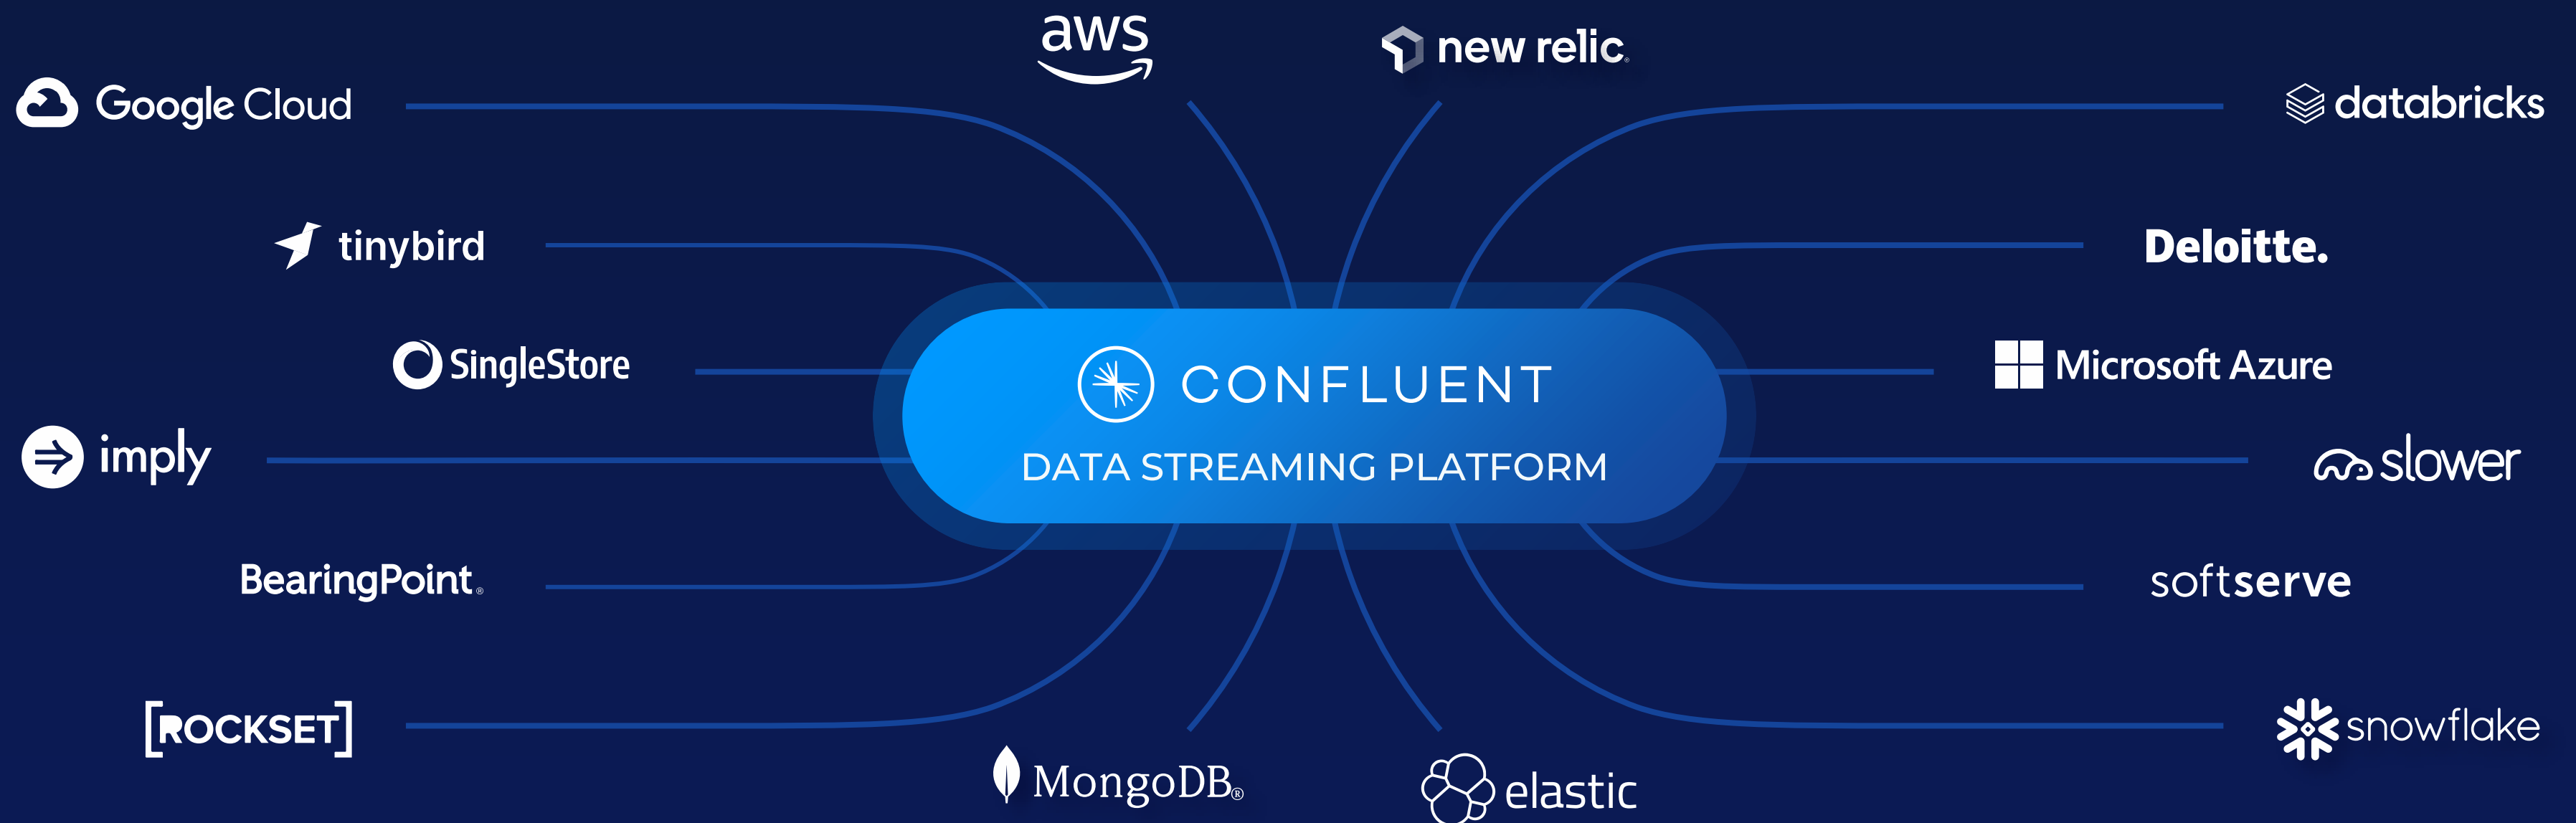 aws
new relic®
Google Cloud
databricks
tinybird
Deloitte.
SingleStore
Microsoft Azure
CONFLUENT
DATA STREAMING PLATFORM
imply
slower
BearingPoint®
softserve
[ROCKSET]
snowflake
MongoDB®
elastic